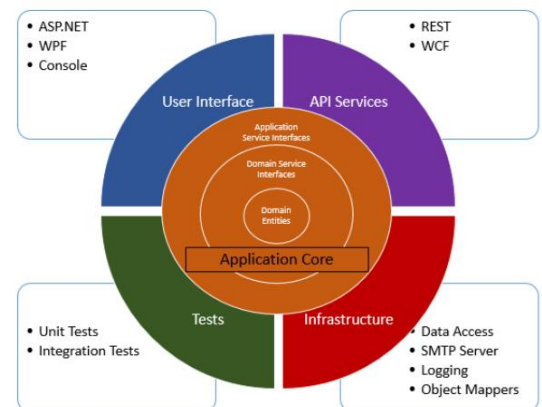 • ASP.NET
• WPF
• Console
• REST
• WCF
User Interface
API Services
Application
Service Interfaces
Domain Service
Interfaces
Domain
Entities
Application Core
Tests
Infrastructure
• Unit Tests
• Integration Tests
• Data Access
• SMTP Server
• Logging
• Object Mappers